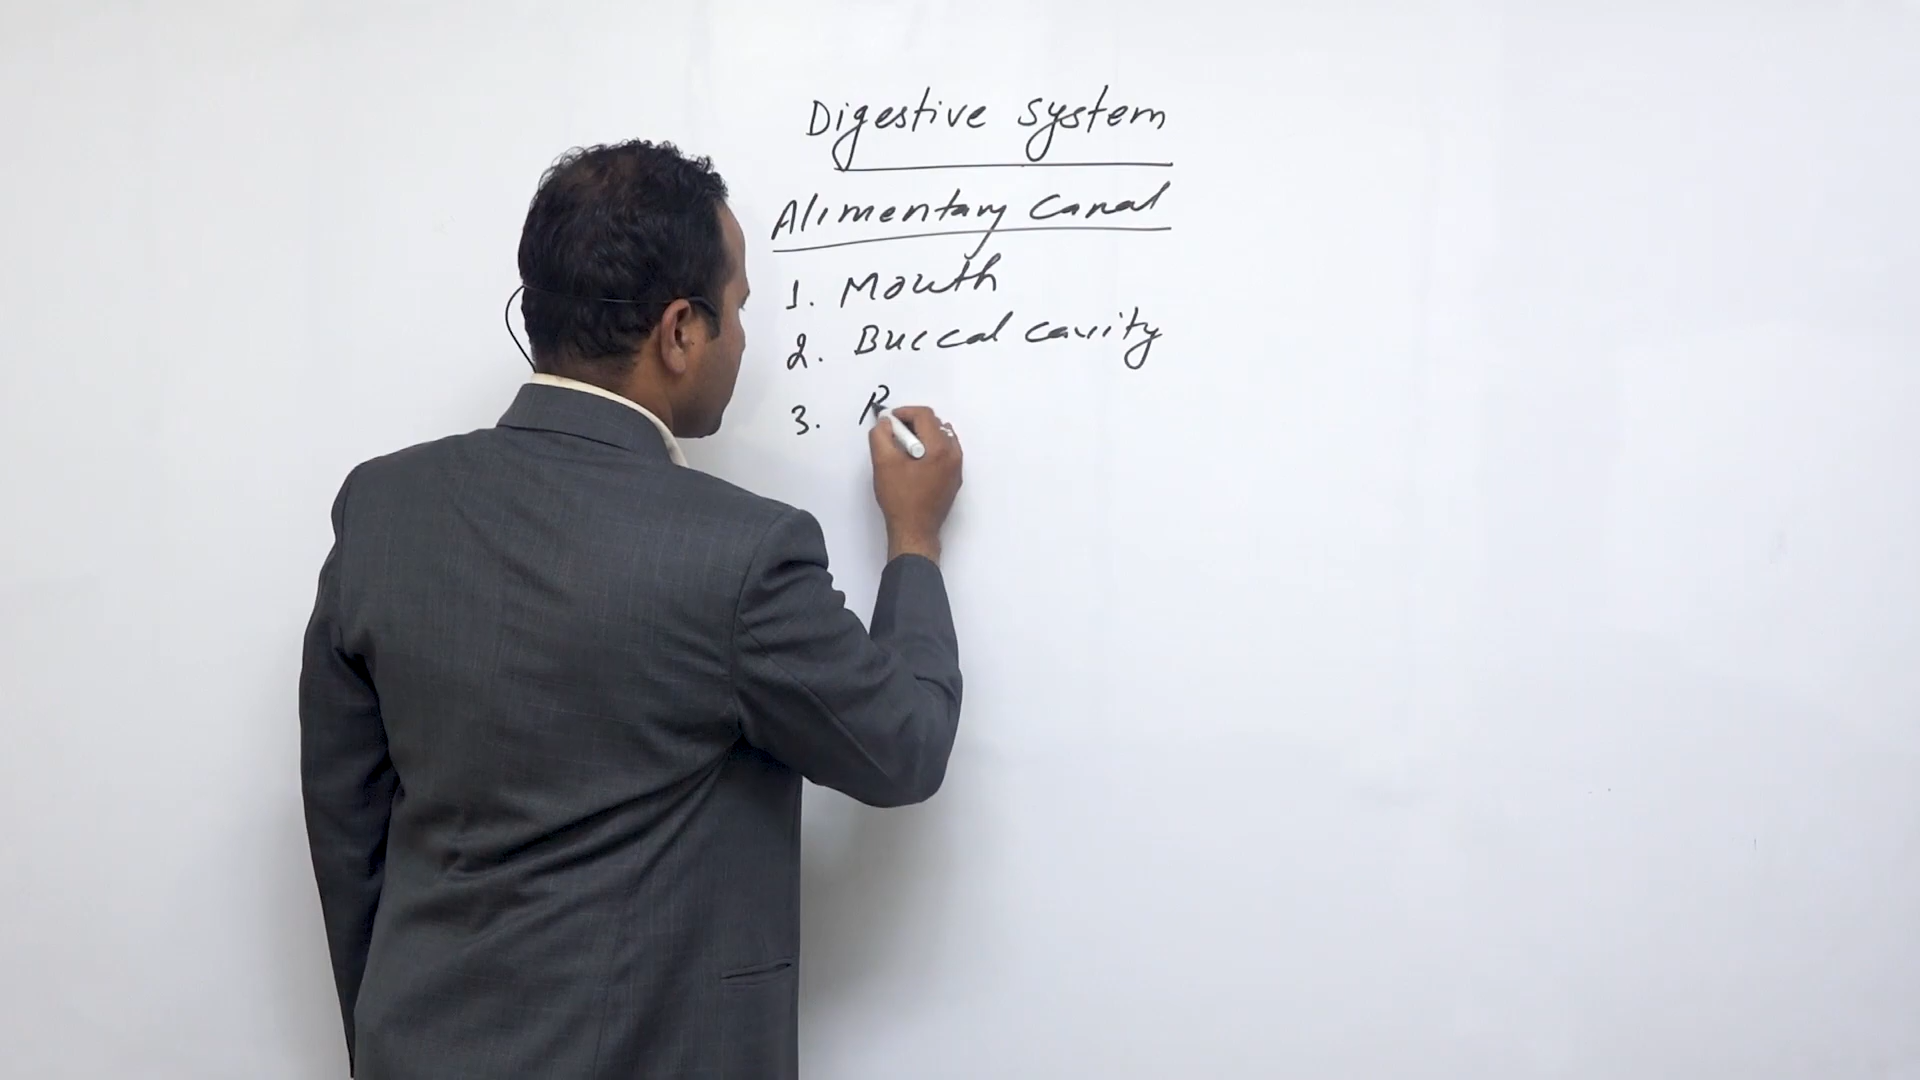 Digestive system
Alimentary Canal
1. Mouth
2. Buccal cavity
3. P